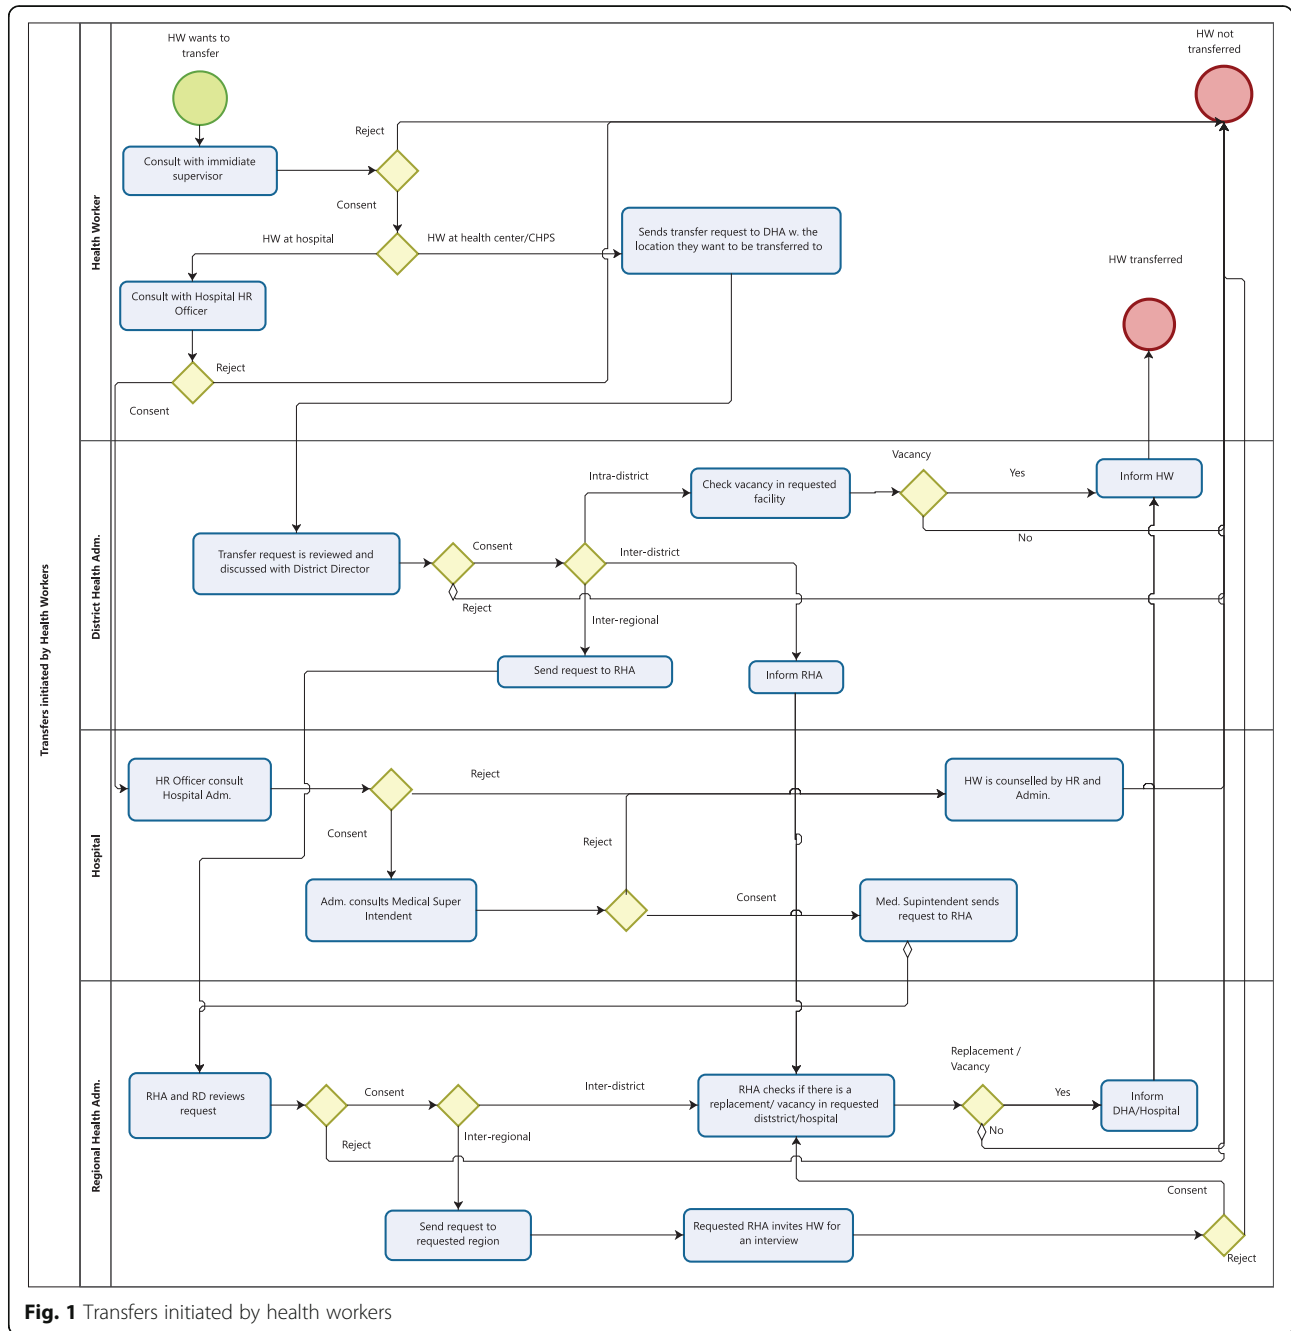 HW wants to
transfer
HW not
transferred
Reject
Consult with immidiate
supervisor
Consent
HW at hospital
HW at health center/CHPS
Sends transfer request to DHA w. the
location they want to be transferred to
HW transferred
Consult with Hospital HR
Officer
Reject
Consent
Health Worker
Transfers initiated by Health Workers
District Health Adm.
Vacancy
Intra-district
Check vacancy in requested
facility
Yes
Inform HW
No
Transfer request is reviewed and
discussed with District Director
Consent
Inter-district
Reject
Inter-regional
Send request to RHA
Inform RHA
Hospital
HR Officer consult
Hospital Adm.
Reject
HW is counselled by HR and
Admin.
Consent
Reject
Adm. consults Medical Super
Intendent
Consent
Med. Supintendent sends
request to RHA
Regional Health Adm.
Replacement /
Vacancy
RHA and RD reviews
request
Consent
Inter-district
RHA checks if there is a
replacement/ vacancy in requested
diststrict/hospital
Yes
Inform
DHA/Hospital
No
Reject
Inter-regional
Consent
Send request to
requested region
Requested RHA invites HW for
an interview
Reject
Fig. 1 Transfers initiated by health workers